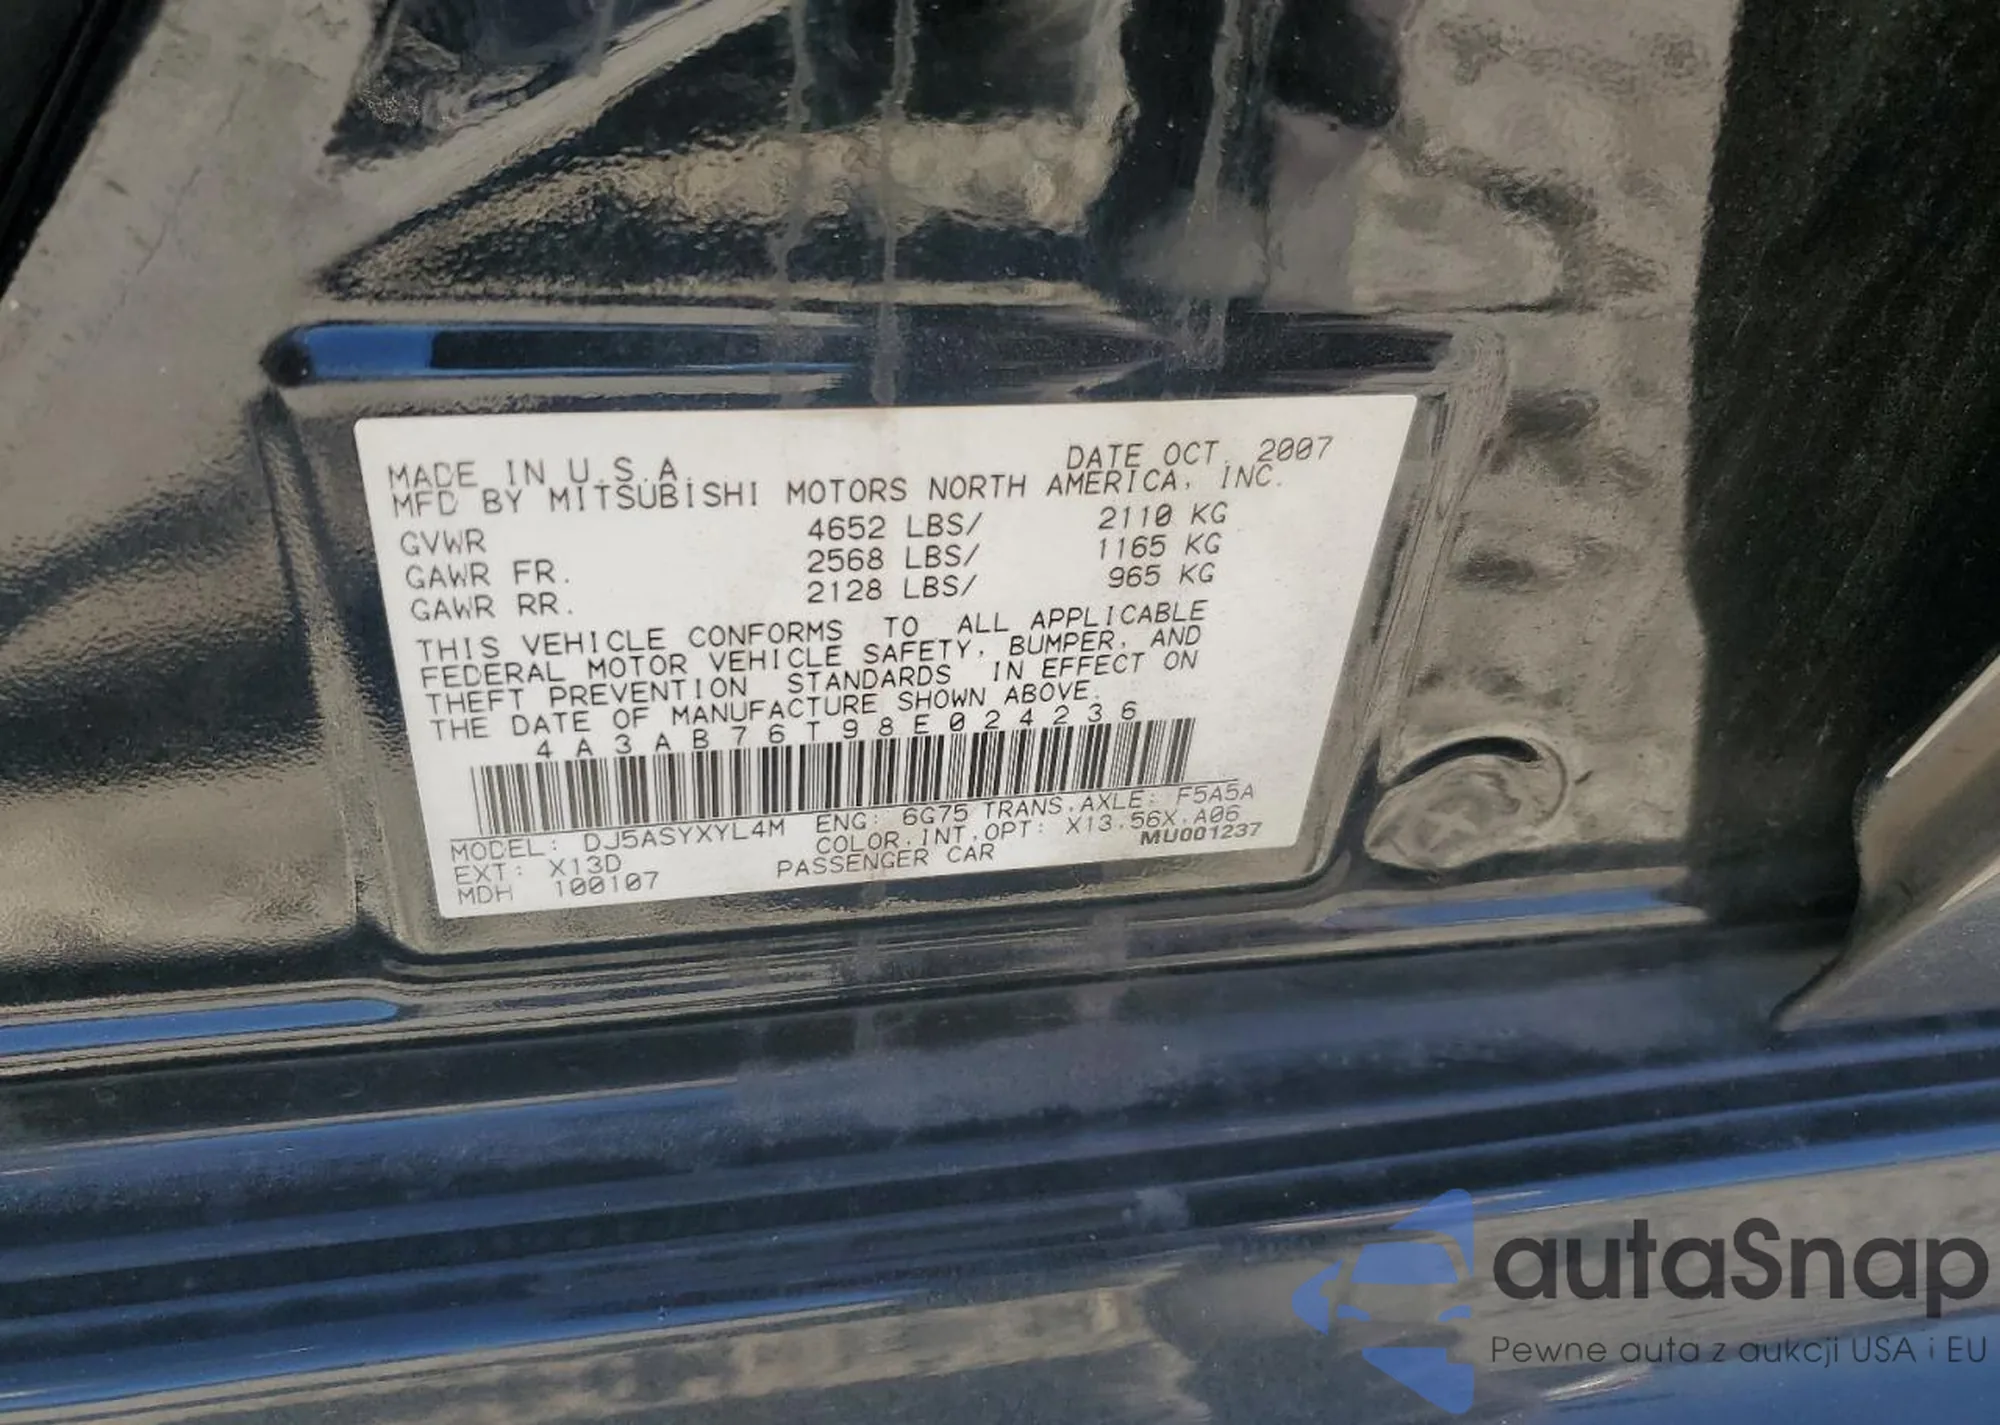 DATE OCT. 2007
MADE IN U.S.A.
MFD BY MITSUBISHI MOTORS NORTH AMERICA, INC.
GVWR 4652 LBS/ 2110 KG
GAWR FR. 2568 LBS/ 1165 KG
GAWR RR. 2128 LBS/ 965 KG
THIS VEHICLE CONFORMS TO ALL APPLICABLE
FEDERAL MOTOR VEHICLE SAFETY, BUMPER, AND
THEFT PREVENTION STANDARDS IN EFFECT ON
THE DATE OF MANUFACTURE SHOWN ABOVE.
4A3AB76T98E024236
MODEL: DJ5ASYXYL4M ENG: 6G75 TRANS.AXLE: F5A5A
EXT: X13D COLOR.INT.OPT: X13.56X.A06
MDH 100107 PASSENGER CAR MU001237
autaSnap
Pewne auta z aukcji USA i EU